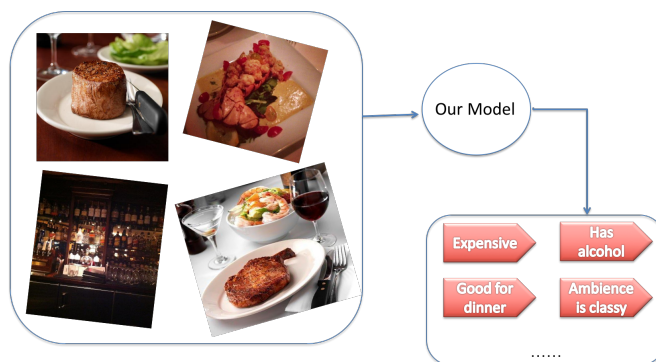 Our Model
Expensive
Has
alcohol
Good for
dinner
Ambience
is classy
......